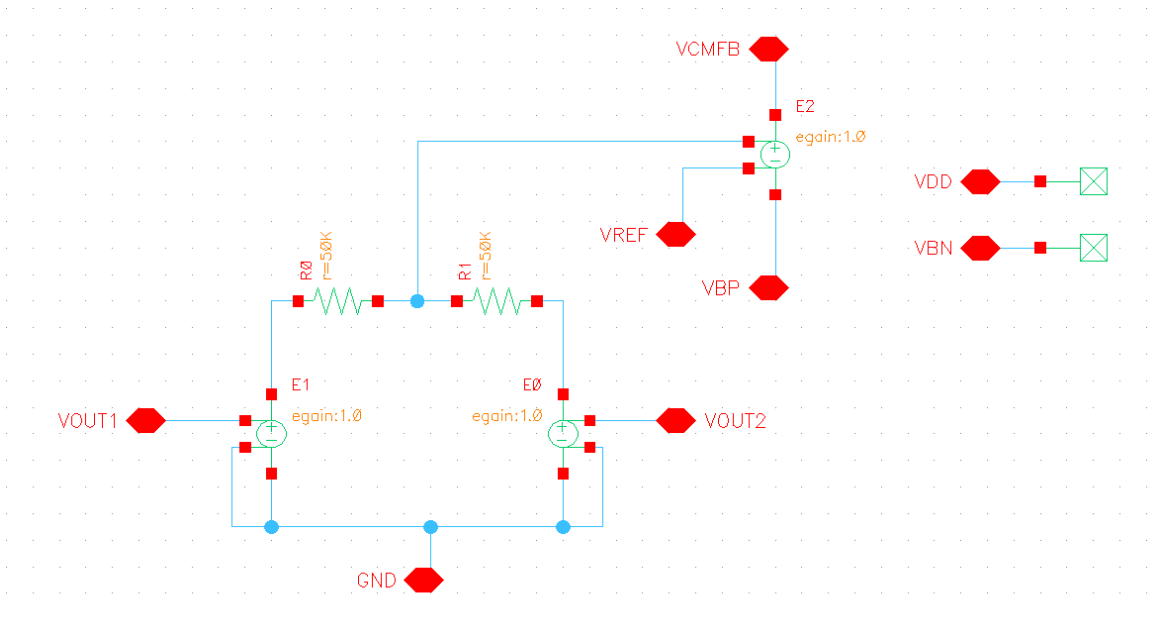 VCMFB
E2
egain:1.0
VDD
VREF
VBN
R0
r=50K
R1
r=50K
VBP
E1
E0
egain:1.0
egain:1.0
VOUT1
VOUT2
GND